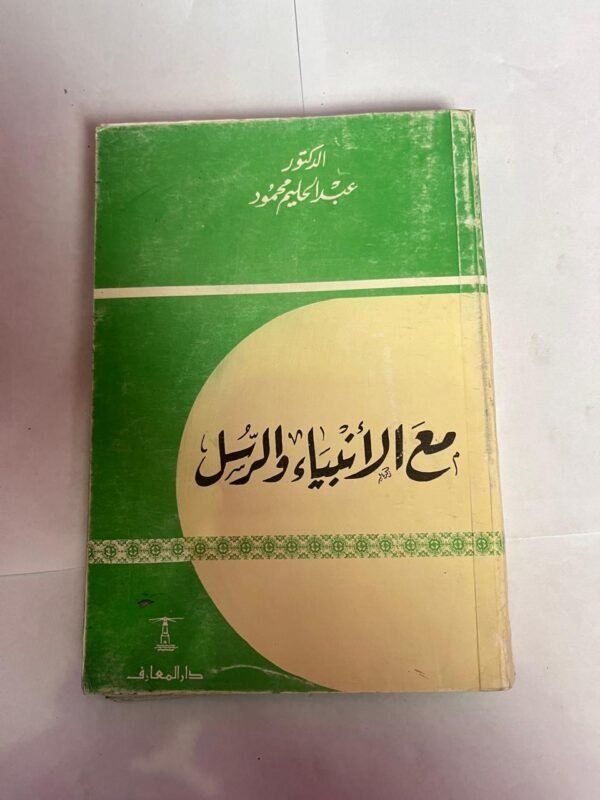 الدكتور
عبد الحليم محمود
مع الأنبياء والرسل
دار المعارف